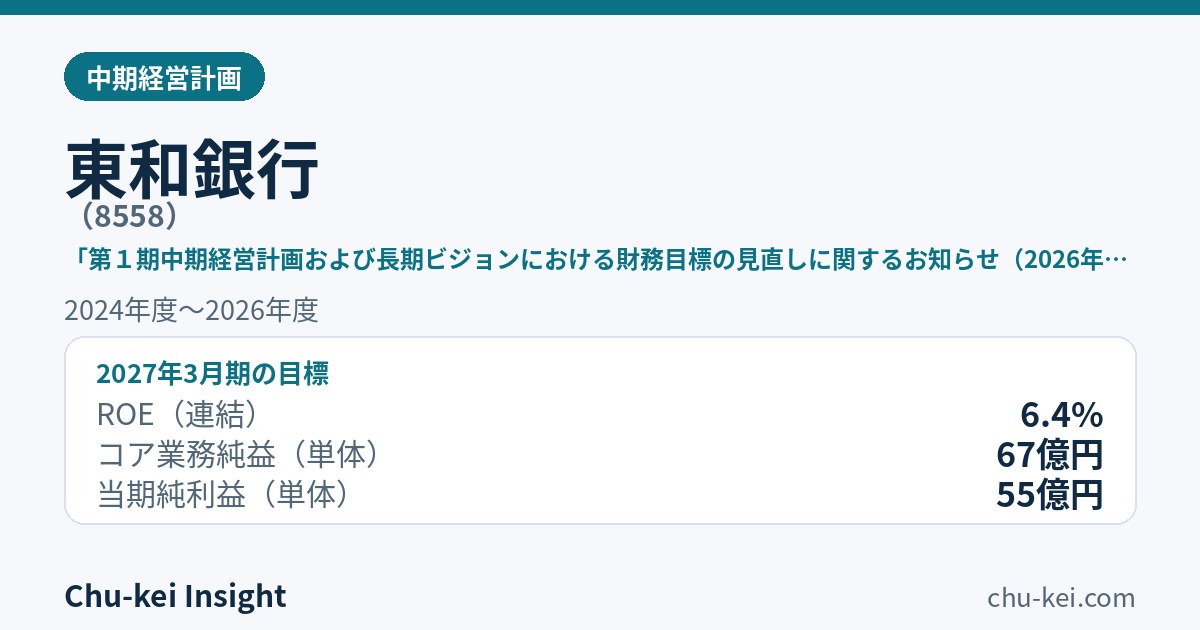 中期経営計画
東和銀行
（8558）
「第１期中期経営計画および長期ビジョンにおける財務目標の見直しに関するお知らせ（2026年…
2024年度～2026年度
2027年3月期の目標
ROE（連結） 6.4%
コア業務純益（単体） 67億円
当期純利益（単体） 55億円
Chu-kei Insight chu-kei.com